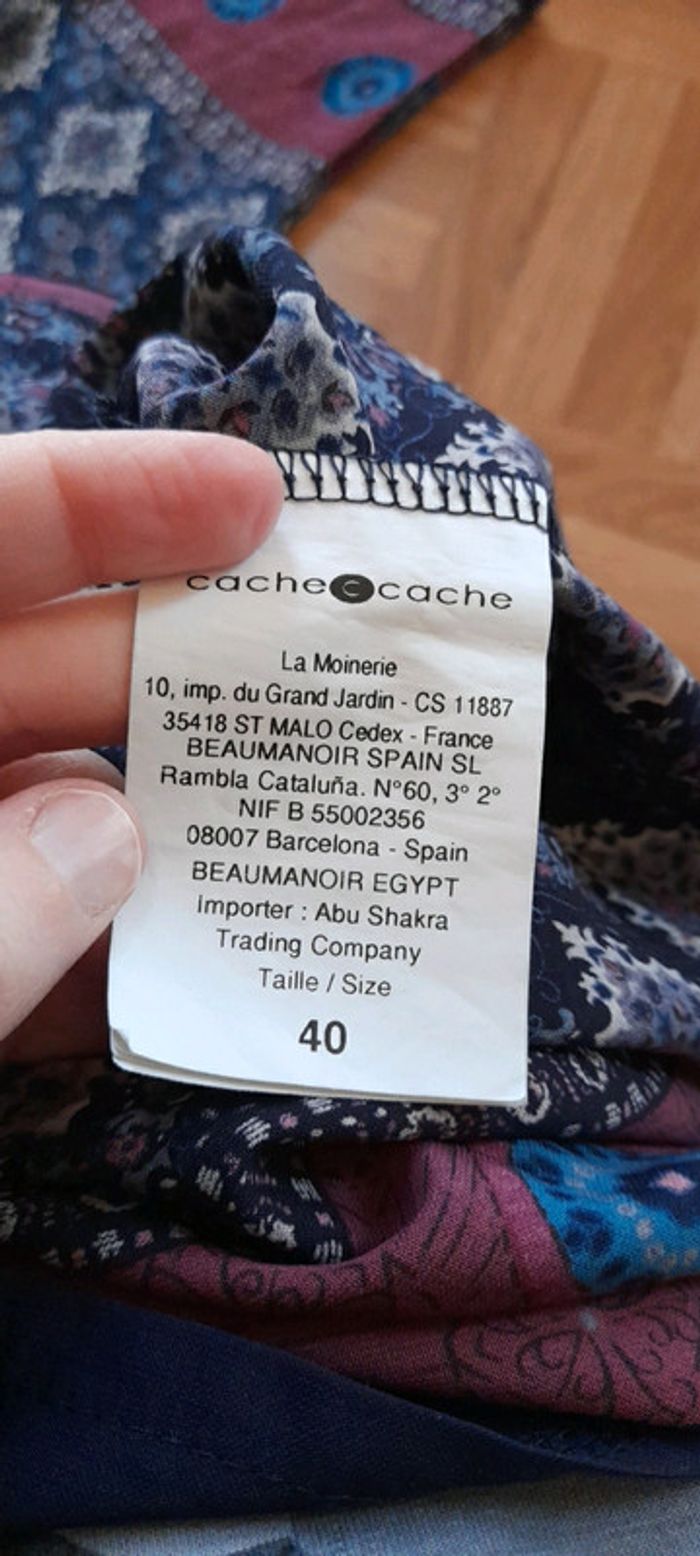 cache c cache
La Moinerie
10, imp. du Grand Jardin - CS 11887
35418 ST MALO Cedex - France
BEAUMANOIR SPAIN SL
Rambla Cataluña. N°60, 3° 2°
NIF B 55002356
08007 Barcelona - Spain
BEAUMANOIR EGYPT
Importer : Abu Shakra
Trading Company
Taille / Size
40